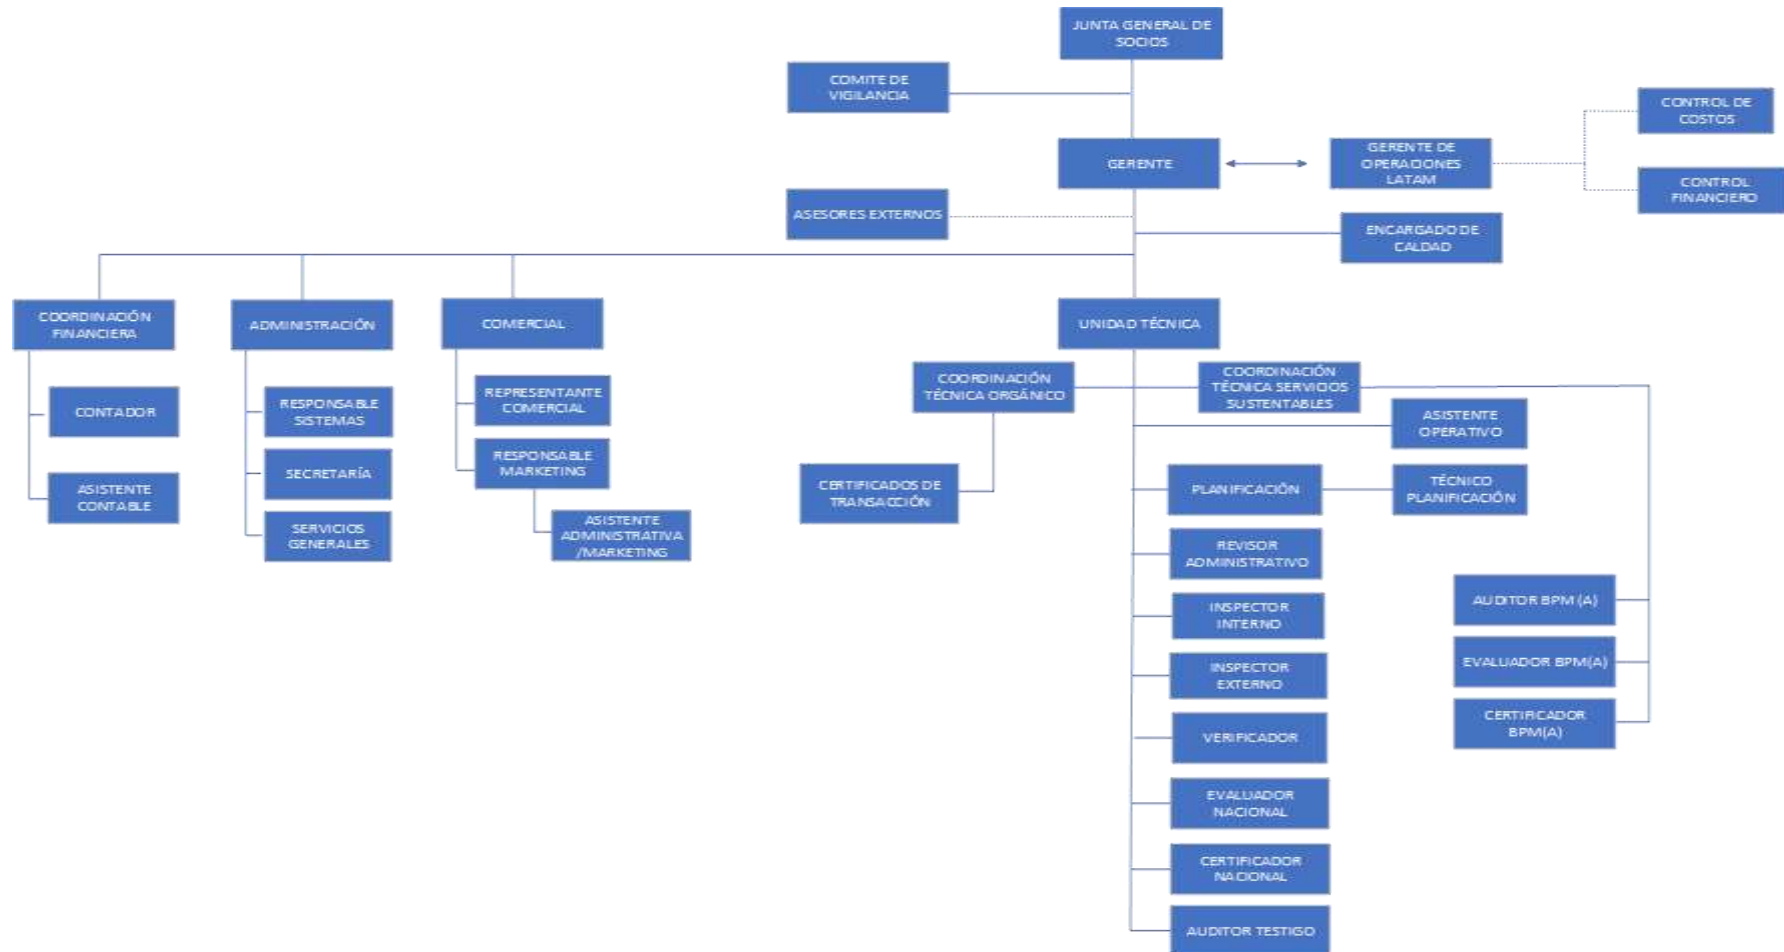 JUNTA GENERAL DE
SOCIOS
COMITE DE
VIGILANCIA
CONTROL DE
COSTOS
GERENTE
GERENTE DE
OPERACIONES
LATAM
CONTROL
FINANCIERO
ASESORES EXTERNOS
ENCARGADO DE
CALDAD
COORDINACIÓN
FINANCIERA
ADMINISTRACIÓN
COMERCIAL
UNIDAD TÉCNICA
CONTADOR
ASISTENTE
CONTABLE
RESPONSABLE
SISTEMAS
SECRETARÍA
SERVICIOS
GENERALES
REPRESENTANTE
COMERCIAL
RESPONSABLE
MARKETING
ASISTENTE
ADMINISTRATIVA
/MARKETING
COORDINACIÓN
TÉCNICA ORGÁNICO
COORDINACIÓN
TÉCNICA SERVICIOS
SUSTENTABLES
ASISTENTE
OPERATIVO
CERTIFICADOS DE
TRANSACCIÓN
PLANIFICACIÓN
TÉCNICO
PLANIFICACIÓN
REVISOR
ADMINISTRATIVO
INSPECTOR
INTERNO
INSPECTOR
EXTERNO
VERIFICADOR
EVALUADOR
NACIONAL
CERTIFICADOR
NACIONAL
AUDITOR TESTIGO
AUDITOR BPM (A)
EVALUADOR BPM(A)
CERTIFICADOR
BPM(A)